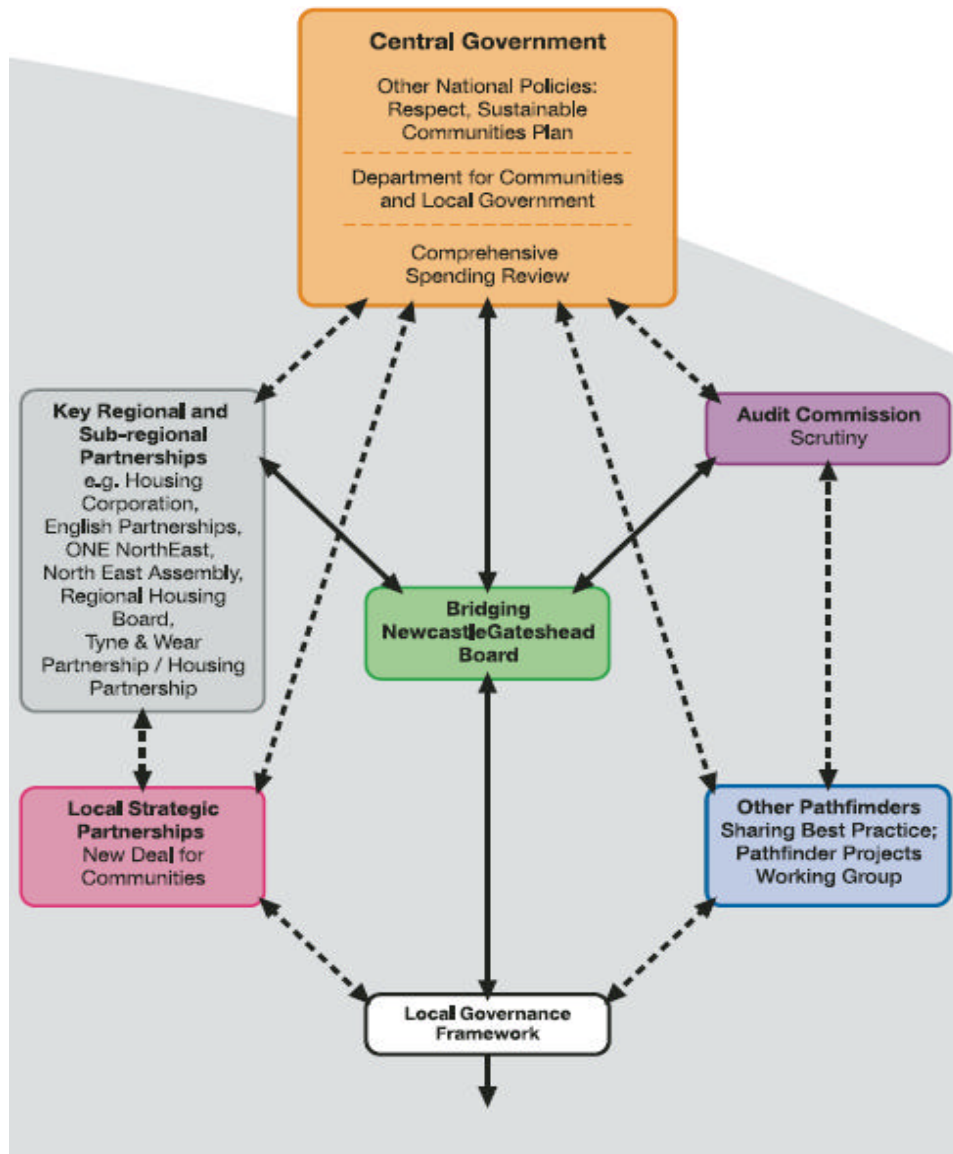 Central Government
Other National Policies:
Respect, Sustainable
Communities Plan
Department for Communities
and Local Government
Comprehensive
Spending Review
Key Regional and
Sub-regional
Partnerships
e.g. Housing
Corporation,
English Partnerships,
ONE NorthEast,
North East Assembly,
Regional Housing
Board,
Tyne & Wear
Partnership / Housing
Partnership
Audit Commission
Scrutiny
Bridging
NewcastleGateshead
Board
Local Strategic
Partnerships
New Deal for
Communities
Other Pathfinders
Sharing Best Practice;
Pathfinder Projects
Working Group
Local Governance
Framework